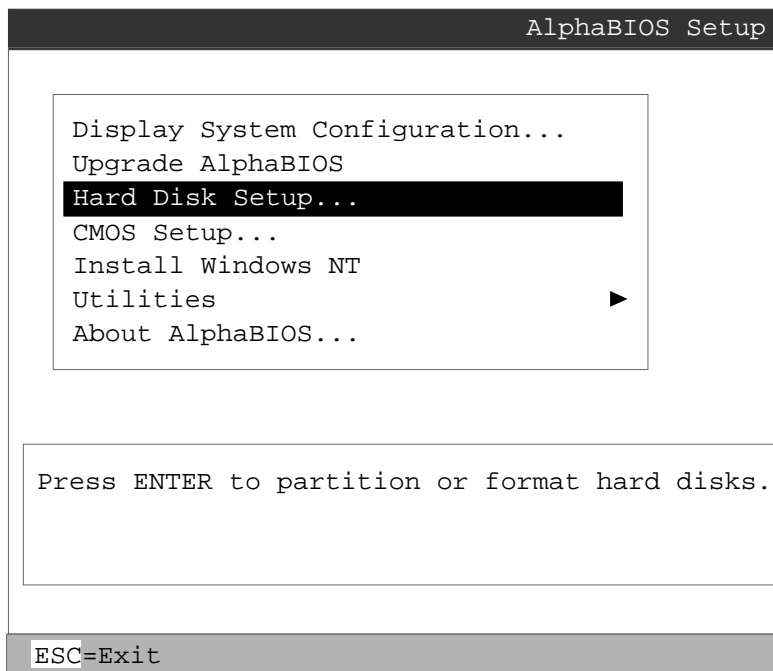 AlphaBIOS Setup
Display System Configuration...
Upgrade AlphaBIOS
Hard Disk Setup...
CMOS Setup...
Install Windows NT
Utilities ►
About AlphaBIOS...
Press ENTER to partition or format hard disks.
ESC=Exit